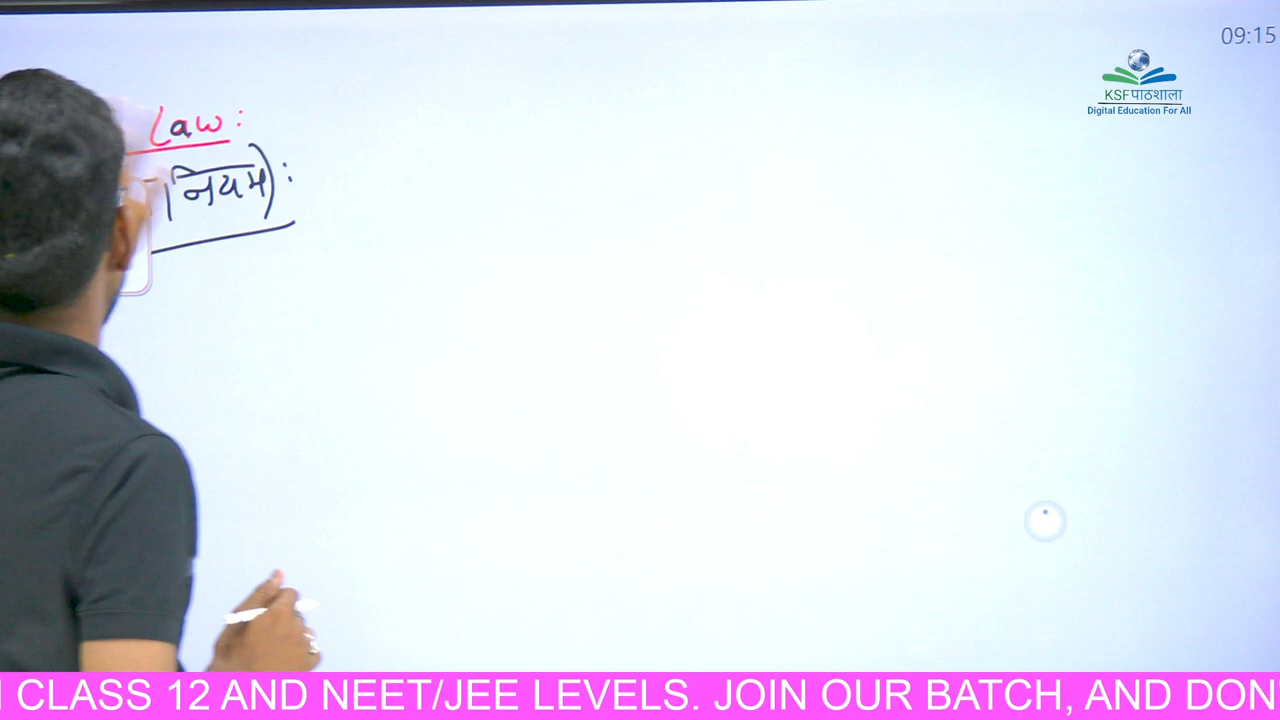 09:15
KSFपाठशाला
Digital Education For All
Law:
नियम):
CLASS 12 AND NEET/JEE LEVELS. JOIN OUR BATCH, AND DON'